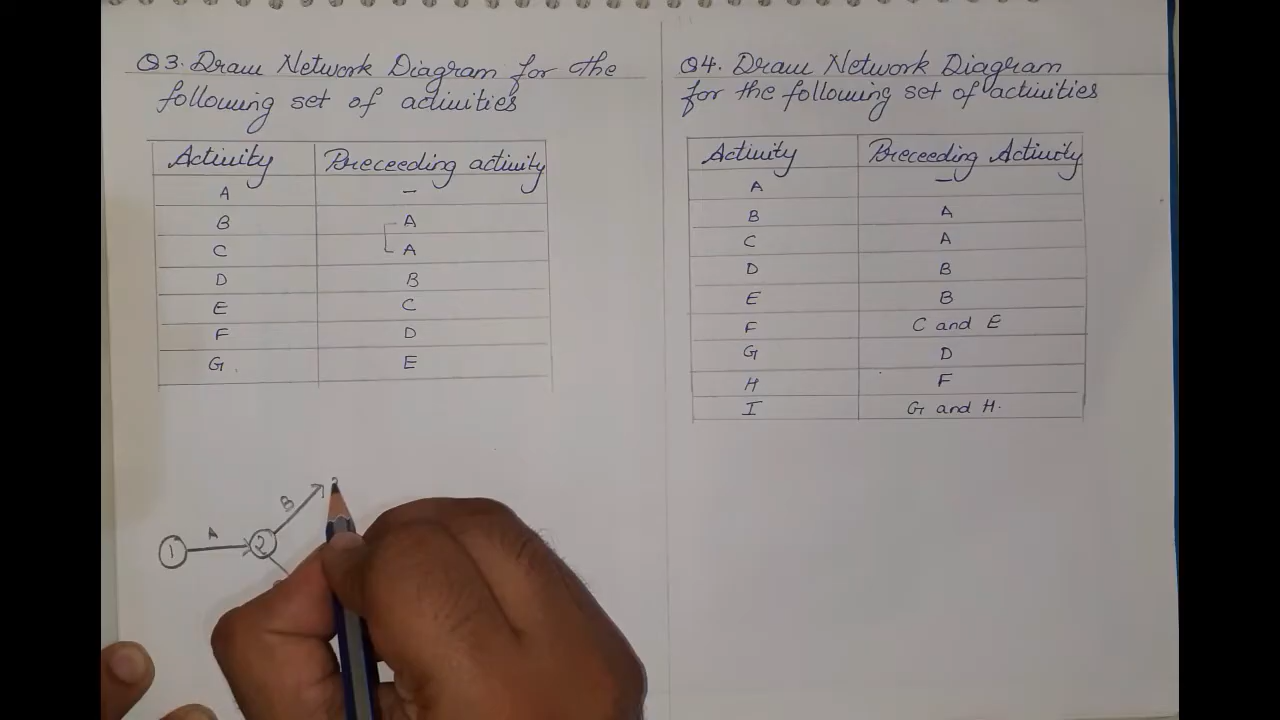 Q3. Draw Network Diagram for the
following set of activities
Activity Preceeding activity
A –
B A
C A
D B
E C
F D
G E
1 A 2 B
Q4. Draw Network Diagram
for the following set of activities
Activity Preceeding Activity
A –
B A
C A
D B
E B
F C and E
G D
H F
I G and H.